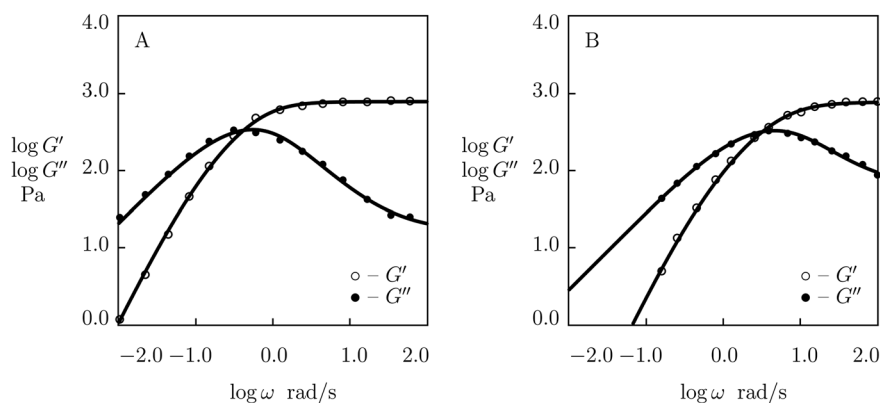 4.0
A
3.0
log G′
log G″
2.0
Pa
1.0
○ – G′
● – G″
0.0
−2.0 −1.0 0.0 1.0 2.0
log ω rad/s
4.0
B
3.0
log G′
log G″
2.0
Pa
1.0
○ – G′
● – G″
0.0
−2.0 −1.0 0.0 1.0 2.0
log ω rad/s